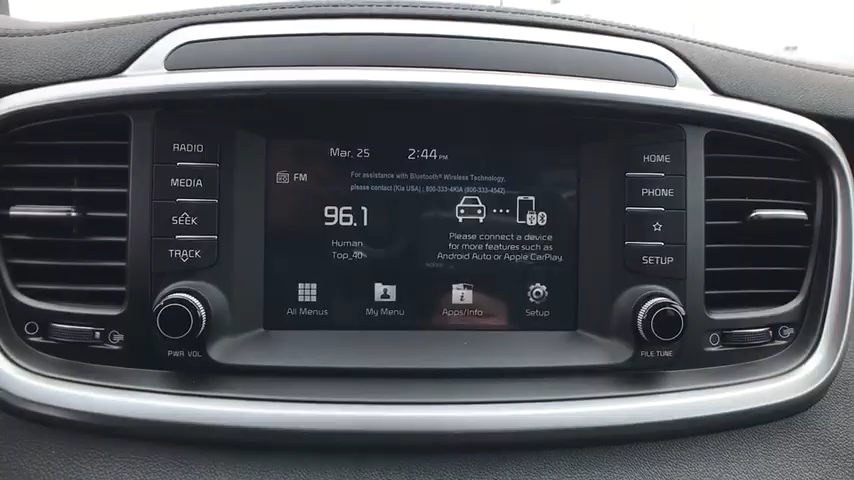 RADIO
MEDIA
SEEK
TRACK
PWR VOL
Mar. 25
2:44 PM
FM
For assistance with Bluetooth® Wireless Technology,
please contact (Kia USA) : 800-333-4KIA (800-333-4542)
96.1
Human
Top_40
Please connect a device
for more features such as
Android Auto or Apple CarPlay.
All Menus
My Menu
Apps/Info
Setup
HOME
PHONE
SETUP
FILE TUNE